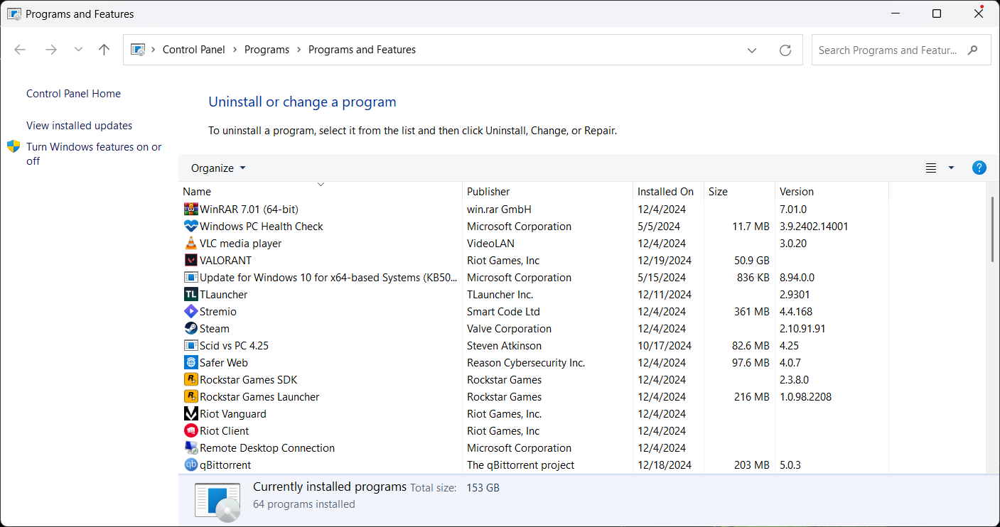 Programs and Features
Control Panel > Programs > Programs and Features
Search Programs and Featur...
Control Panel Home
View installed updates
Turn Windows features on or
off
Uninstall or change a program
To uninstall a program, select it from the list and then click Uninstall, Change, or Repair.
Organize
?
Name Publisher Installed On Size Version
WinRAR 7.01 (64-bit) win.rar GmbH 12/4/2024 7.01.0
Windows PC Health Check Microsoft Corporation 5/5/2024 11.7 MB 3.9.2402.14001
VLC media player VideoLAN 12/4/2024 3.0.20
VALORANT Riot Games, Inc 12/19/2024 50.9 GB
Update for Windows 10 for x64-based Systems (KB50... Microsoft Corporation 5/15/2024 836 KB 8.94.0.0
TL TLauncher TLauncher Inc. 12/11/2024 2.9301
Stremio Smart Code Ltd 12/4/2024 361 MB 4.4.168
Steam Valve Corporation 12/4/2024 2.10.91.91
Scid vs PC 4.25 Steven Atkinson 10/17/2024 82.6 MB 4.25
Safer Web Reason Cybersecurity Inc. 12/4/2024 97.6 MB 4.0.7
R Rockstar Games SDK Rockstar Games 12/4/2024 2.3.8.0
R Rockstar Games Launcher Rockstar Games 12/4/2024 216 MB 1.0.98.2208
Riot Vanguard Riot Games, Inc. 12/4/2024
Riot Client Riot Games, Inc 12/4/2024
Remote Desktop Connection Microsoft Corporation 12/4/2024
qb qBittorrent The qBittorrent project 12/18/2024 203 MB 5.0.3
Currently installed programs Total size: 153 GB
64 programs installed